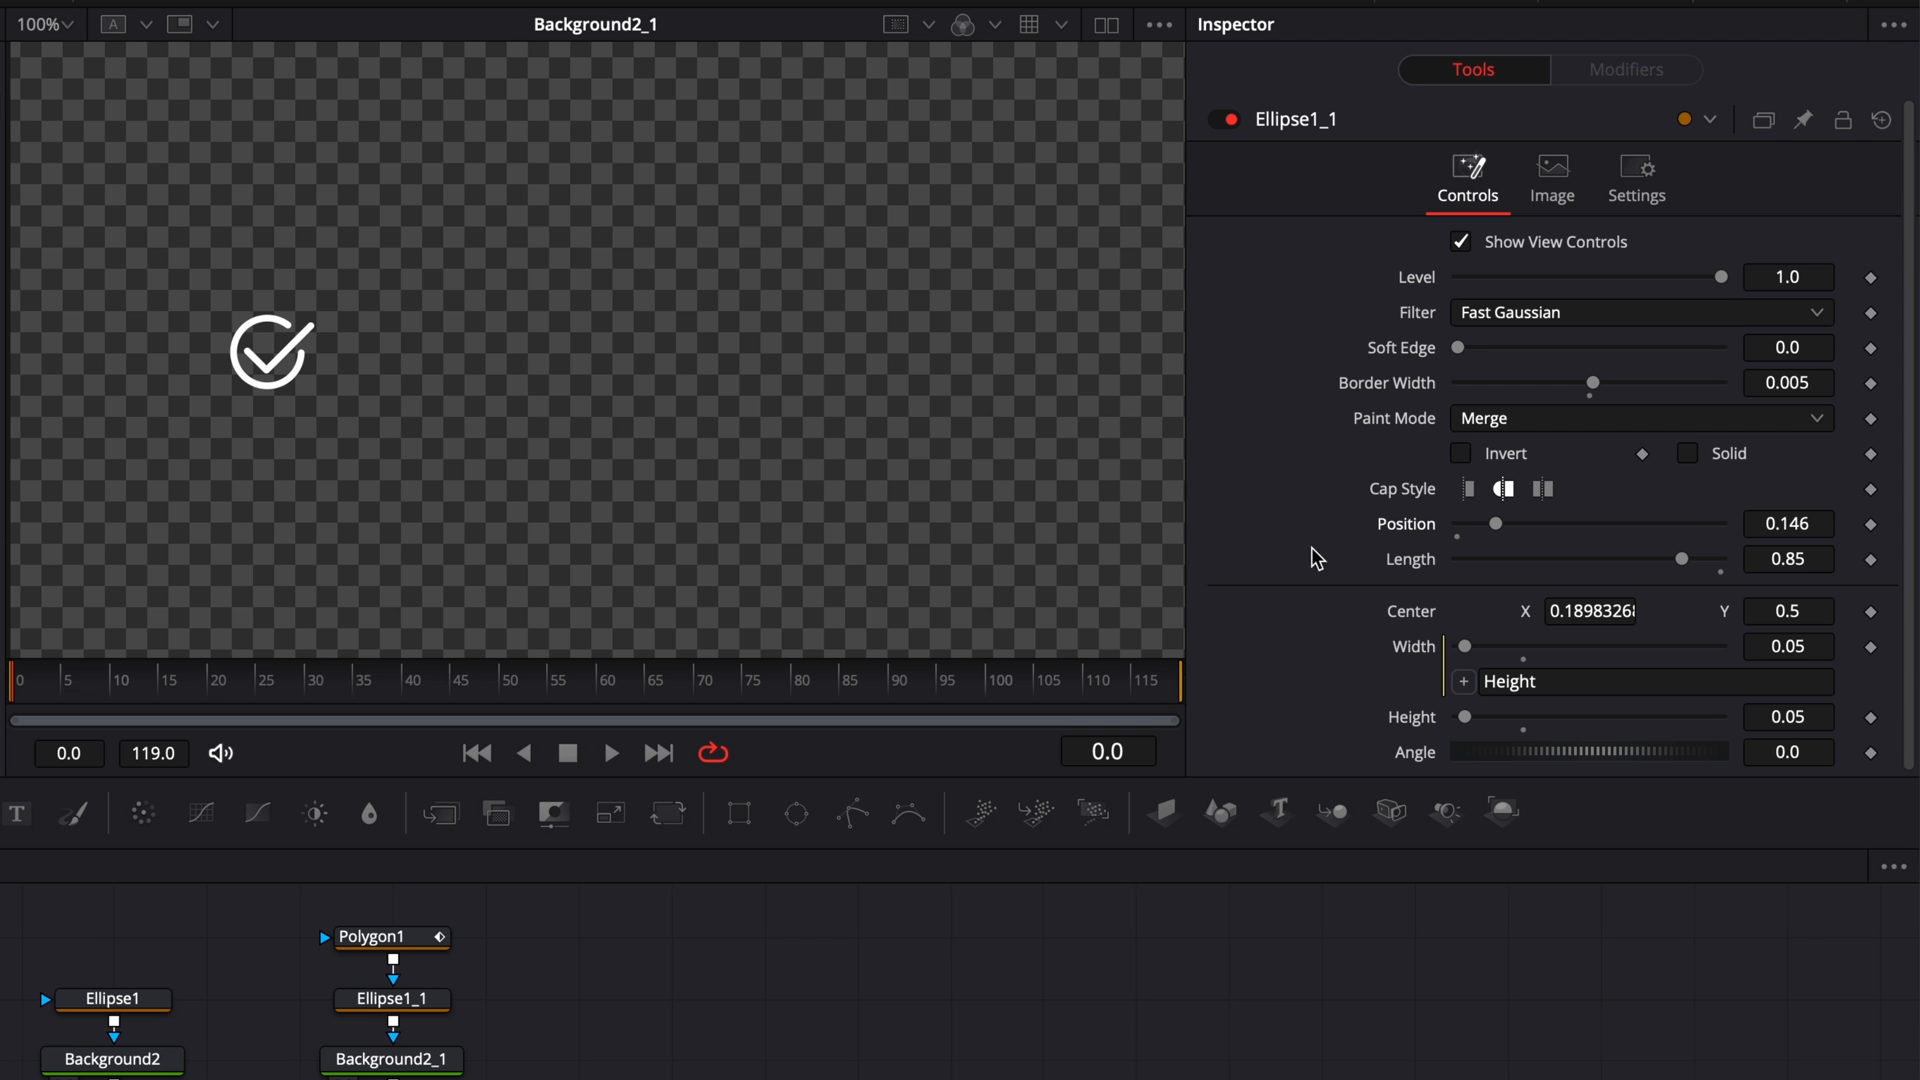 100%
A
Background2_1
Inspector
Tools
Modifiers
Ellipse1_1
Controls
Image
Settings
Show View Controls
Level
1.0
Filter
Fast Gaussian
Soft Edge
0.0
Border Width
0.005
Paint Mode
Merge
Invert
Solid
Cap Style
Position
0.146
Length
0.85
Center
X
0.1898326
Y
0.5
Width
0.05
Height
Height
0.05
Angle
0.0
0 5 10 15 20 25 30 35 40 45 50 55 60 65 70 75 80 85 90 95 100 105 110 115
0.0
119.0
0.0
T
T
Polygon1
Ellipse1
Ellipse1_1
Background2
Background2_1